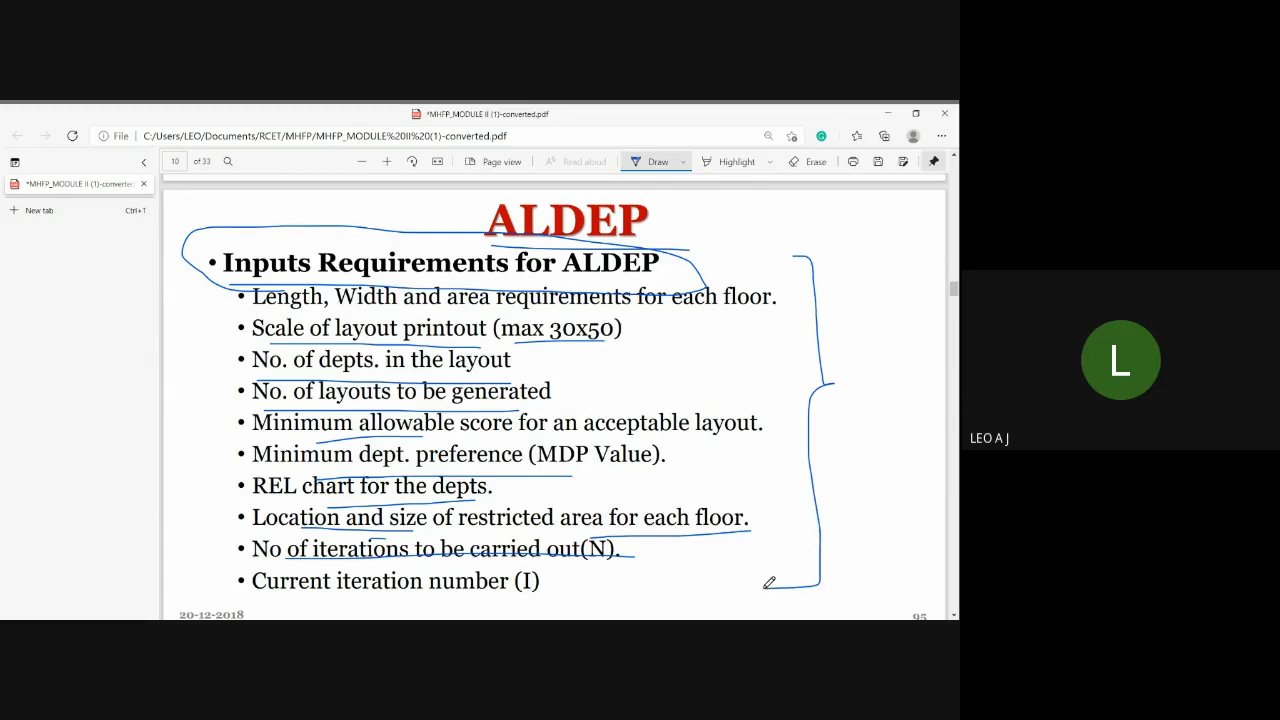 *MHFP_MODULE II (1)-converted.pdf
File C:/Users/LEO/Documents/RCET/MHFP/MHFP_MODULE%20II%20(1)-converted.pdf
10 of 33 Page view Read aloud Draw Highlight Erase
*MHFP_MODULE II (1)-converted
New tab Ctrl+T
ALDEP
• Inputs Requirements for ALDEP
• Length, Width and area requirements for each floor.
• Scale of layout printout (max 30x50)
• No. of depts. in the layout
• No. of layouts to be generated
• Minimum allowable score for an acceptable layout.
• Minimum dept. preference (MDP Value).
• REL chart for the depts.
• Location and size of restricted area for each floor.
• No of iterations to be carried out(N).
• Current iteration number (I)
20-12-2018 95
L
LEO A J